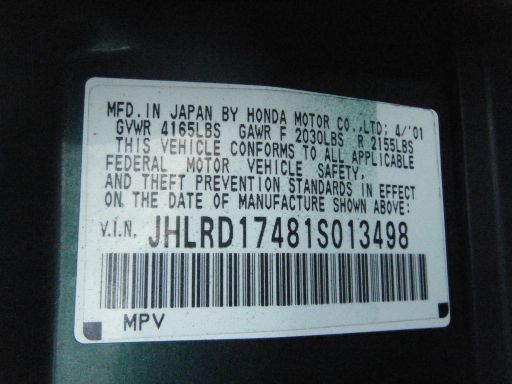 MFD. IN JAPAN BY HONDA MOTOR CO., LTD; 4/'01
GVWR 4165LBS GAWR F 2030LBS R 2155LBS
THIS VEHICLE CONFORMS TO ALL APPLICABLE
FEDERAL MOTOR VEHICLE SAFETY,
AND THEFT PREVENTION STANDARDS IN EFFECT
ON THE DATE OF MANUFACTURE SHOWN ABOVE:
V.I.N. JHLRD17481S013498
MPV